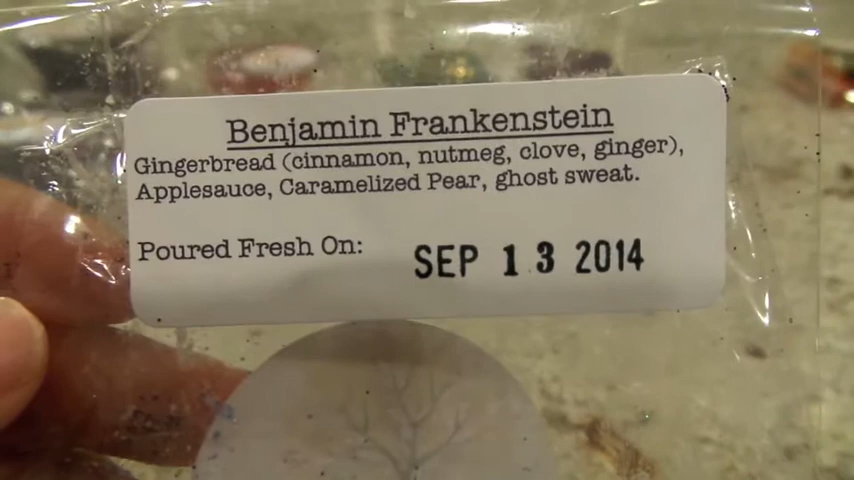 Benjamin Frankenstein
Gingerbread (cinnamon, nutmeg, clove, ginger),
Applesauce, Caramelized Pear, ghost sweat.
Poured Fresh On: SEP 13 2014